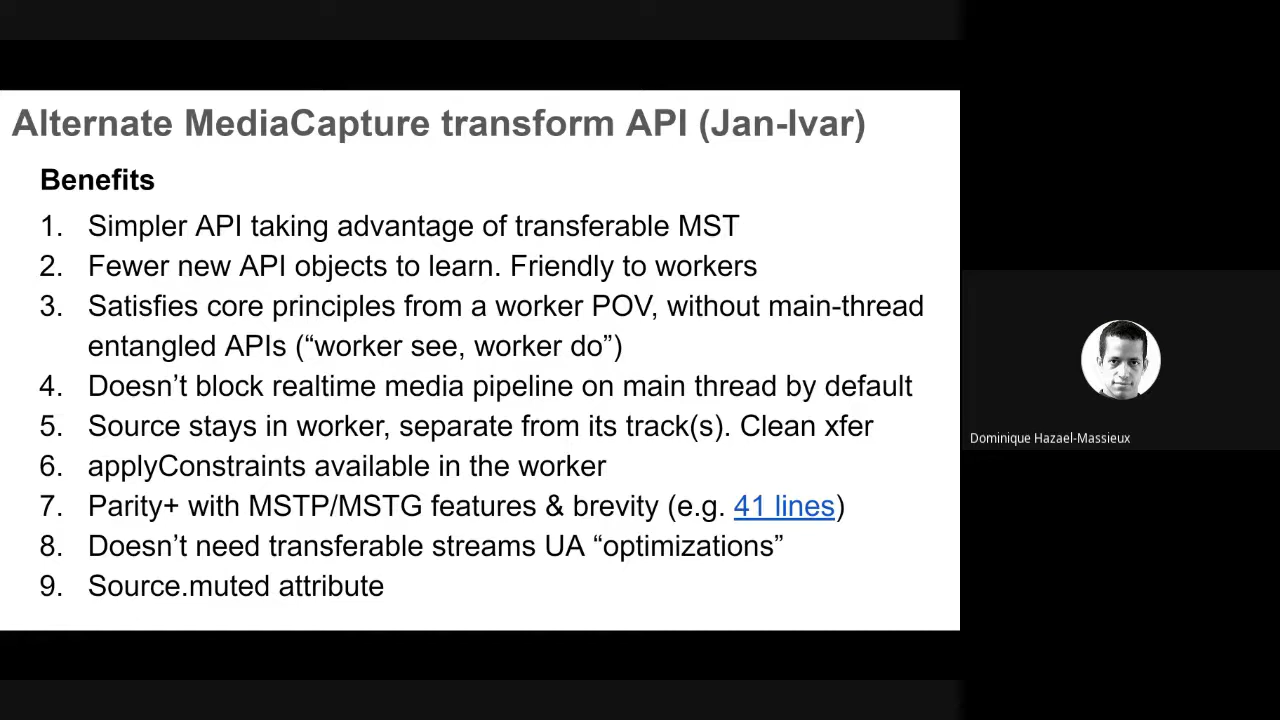 Alternate MediaCapture transform API (Jan-Ivar)
Benefits
1. Simpler API taking advantage of transferable MST
2. Fewer new API objects to learn. Friendly to workers
3. Satisfies core principles from a worker POV, without main-thread
entangled APIs (“worker see, worker do”)
4. Doesn’t block realtime media pipeline on main thread by default
5. Source stays in worker, separate from its track(s). Clean xfer
6. applyConstraints available in the worker
7. Parity+ with MSTP/MSTG features & brevity (e.g. 41 lines)
8. Doesn’t need transferable streams UA “optimizations”
9. Source.muted attribute
Dominique Hazael-Massieux